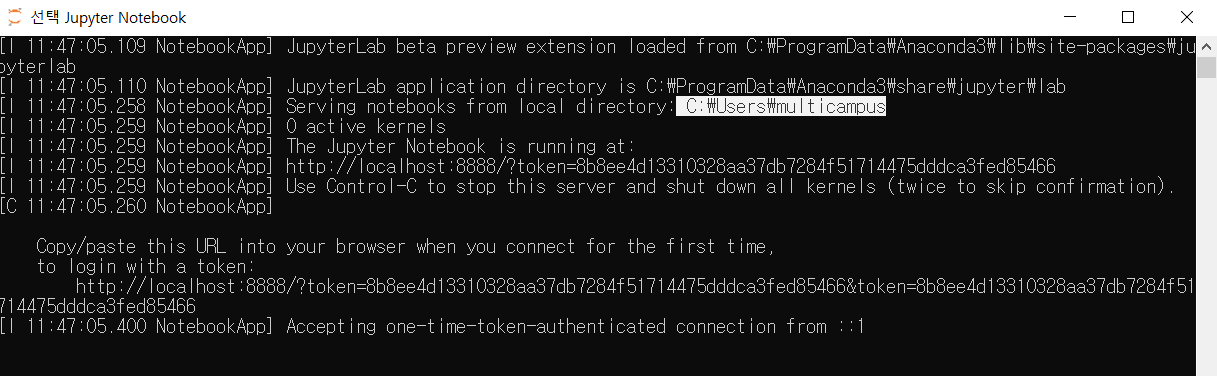 선택 Jupyter Notebook
[I 11:47:05.109 NotebookApp] JupyterLab beta preview extension loaded from C:₩ProgramData₩Anaconda3₩lib₩site-packages₩ju
pyterlab
[I 11:47:05.110 NotebookApp] JupyterLab application directory is C:₩ProgramData₩Anaconda3₩share₩jupyter₩lab
[I 11:47:05.258 NotebookApp] Serving notebooks from local directory: C:₩Users₩multicampus
[I 11:47:05.259 NotebookApp] 0 active kernels
[I 11:47:05.259 NotebookApp] The Jupyter Notebook is running at:
[I 11:47:05.259 NotebookApp] http://localhost:8888/?token=8b8ee4d13310328aa37db7284f51714475dddca3fed85466
[I 11:47:05.259 NotebookApp] Use Control-C to stop this server and shut down all kernels (twice to skip confirmation).
[C 11:47:05.260 NotebookApp]
Copy/paste this URL into your browser when you connect for the first time,
to login with a token:
http://localhost:8888/?token=8b8ee4d13310328aa37db7284f51714475dddca3fed85466&token=8b8ee4d13310328aa37db7284f51
714475dddca3fed85466
[I 11:47:05.400 NotebookApp] Accepting one-time-token-authenticated connection from ::1